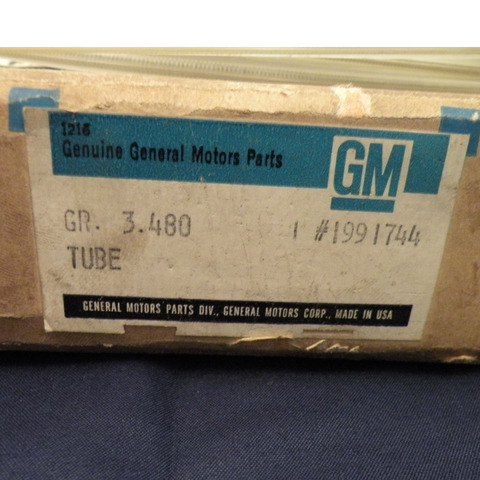 1216
Genuine General Motors Parts
GM
GR. 3.480 1 #1991744
TUBE
GENERAL MOTORS PARTS DIV., GENERAL MOTORS CORP., MADE IN USA